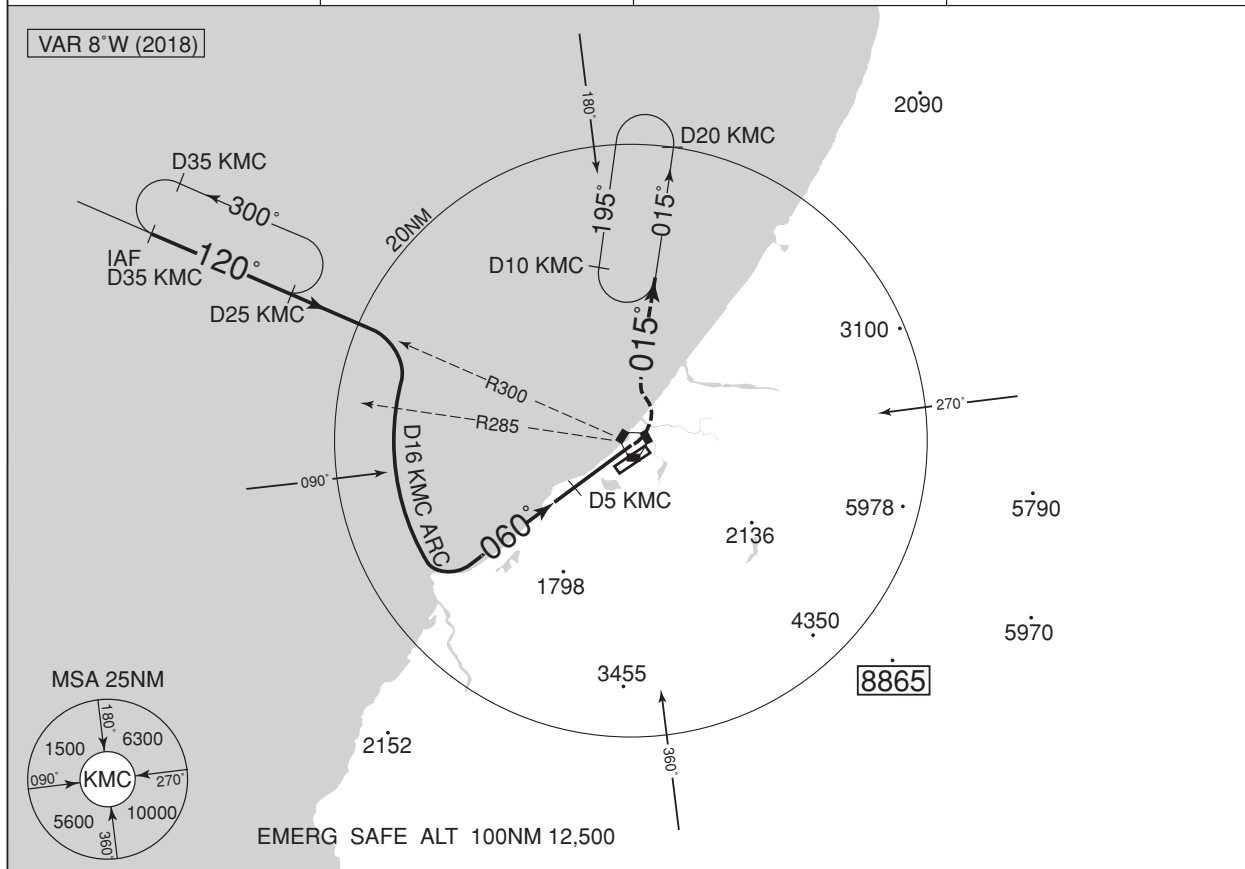 VAR 8°W (2018)
2090
180°
D20 KMC
D35 KMC
300°
195°
015°
20NM
120°
IAF
D35 KMC
D10 KMC
D25 KMC
015°
3100
R300
270°
R285
D16 KMC ARC
090°
D5 KMC
060°
5978
5790
2136
1798
4350
5970
3455
8865
MSA 25NM
180°
1500
6300
2152
360°
090°
KMC
270°
5600
10000
360°
EMERG SAFE ALT 100NM 12,500